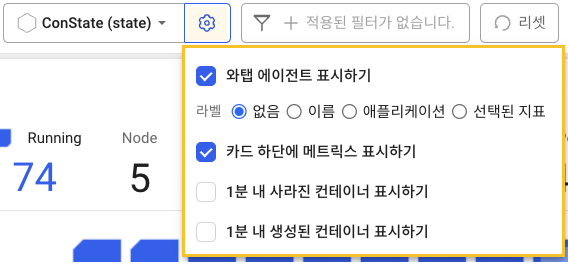 ConState (state) 적용된 필터가 없습니다. 리셋
와탭 에이전트 표시하기
라벨 없음 이름 애플리케이션 선택된 지표
Running Node
74 5
카드 하단에 메트릭스 표시하기
1분 내 사라진 컨테이너 표시하기
1분 내 생성된 컨테이너 표시하기